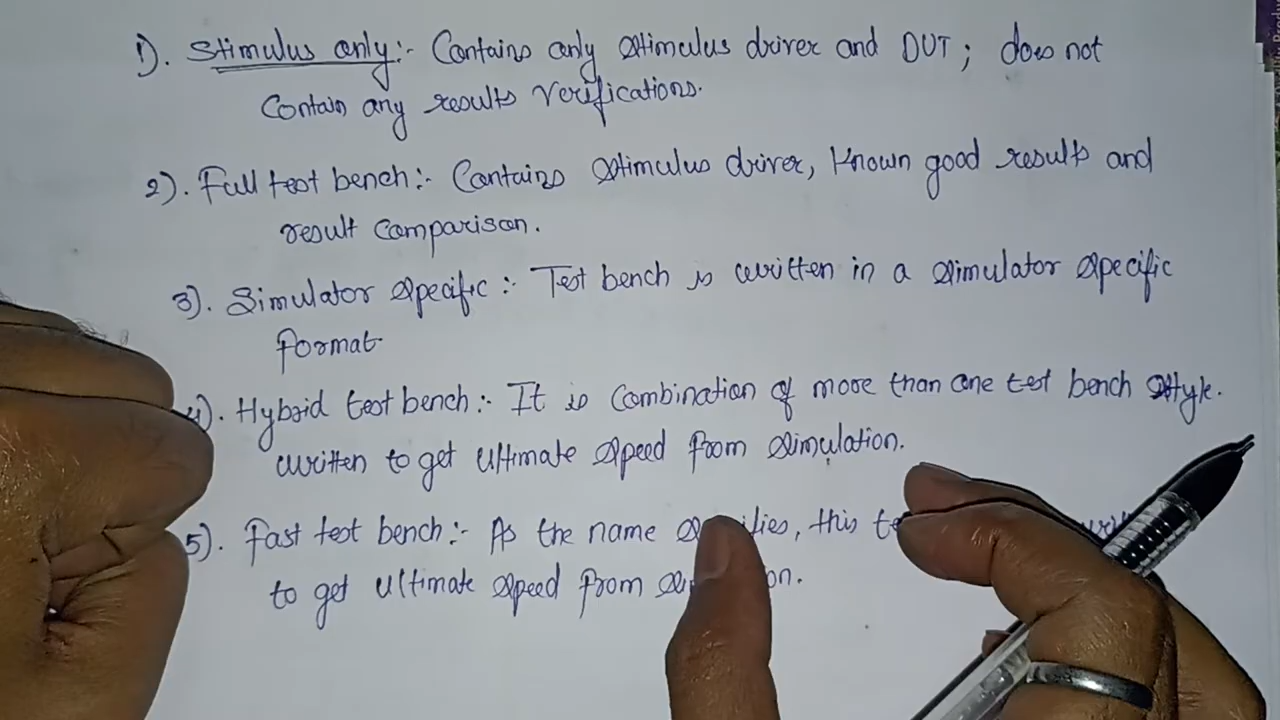 1). Stimulus only:- Contains only Stimulus driver and DUT; does not
Contain any results Verifications.
2). Full test bench:- Contains Stimulus driver, Known good results and
result Comparison.
3). Simulator Specific:- Test bench is written in a Simulator Specific
format
4). Hybrid test bench:- It is Combination of more than one test bench Style.
written to get ultimate Speed from Simulation.
5). Fast test bench:- As the name, this
to get ultimate Speed from